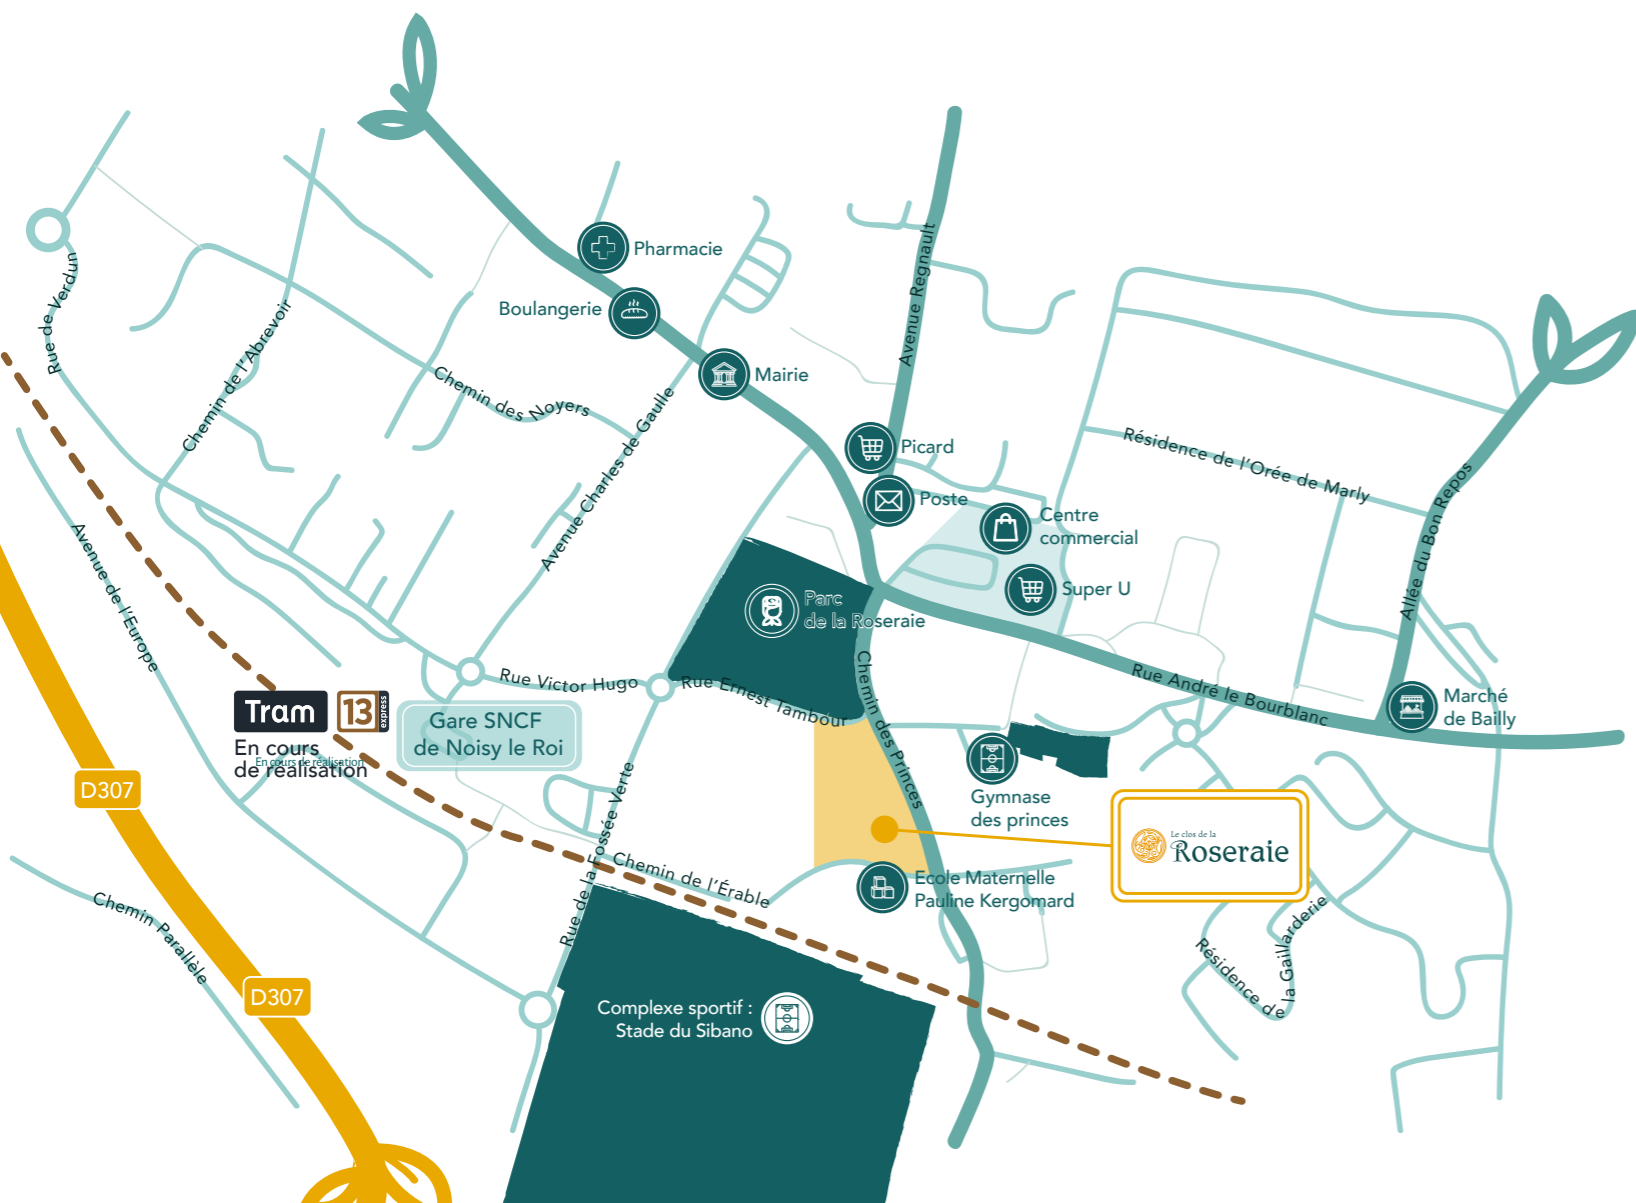 Pharmacie
Boulangerie
Mairie
Avenue Regnault
Rue de Verdun
Chemin de l'Abrevoir
Chemin des Noyers
Avenue Charles de Gaulle
Picard
Poste
Centre
commercial
Super U
Résidence de l'Orée de Marly
Allée du Bon Repos
Avenue de l'Europe
Parc
de la Roseraie
Rue Victor Hugo
Rue Ernest Tambour
Chemin des Princes
Rue André le Bourblanc
Marché
de Bailly
Tram 13 express
En cours
de réalisation
En cours de réalisation
Gare SNCF
de Noisy le Roi
D307
Gymnase
des princes
Le clos de la
Roseraie
Rue de la Fossée Verte
Chemin de l'Érable
Ecole Maternelle
Pauline Kergomard
Chemin Parallèle
Résidence de
la Gaillarderie
D307
Complexe sportif :
Stade du Sibano